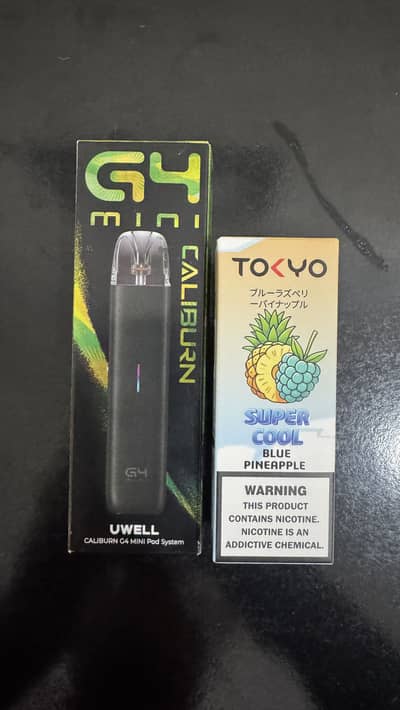 G4
mini
CALIBURN
G4
UWELL
CALIBURN G4 MINI Pod System
TOKYO
ブルーラズベリ
ーパイナップル
SUPER
COOL
BLUE
PINEAPPLE
WARNING
THIS PRODUCT
CONTAINS NICOTINE.
NICOTINE IS AN
ADDICTIVE CHEMICAL.